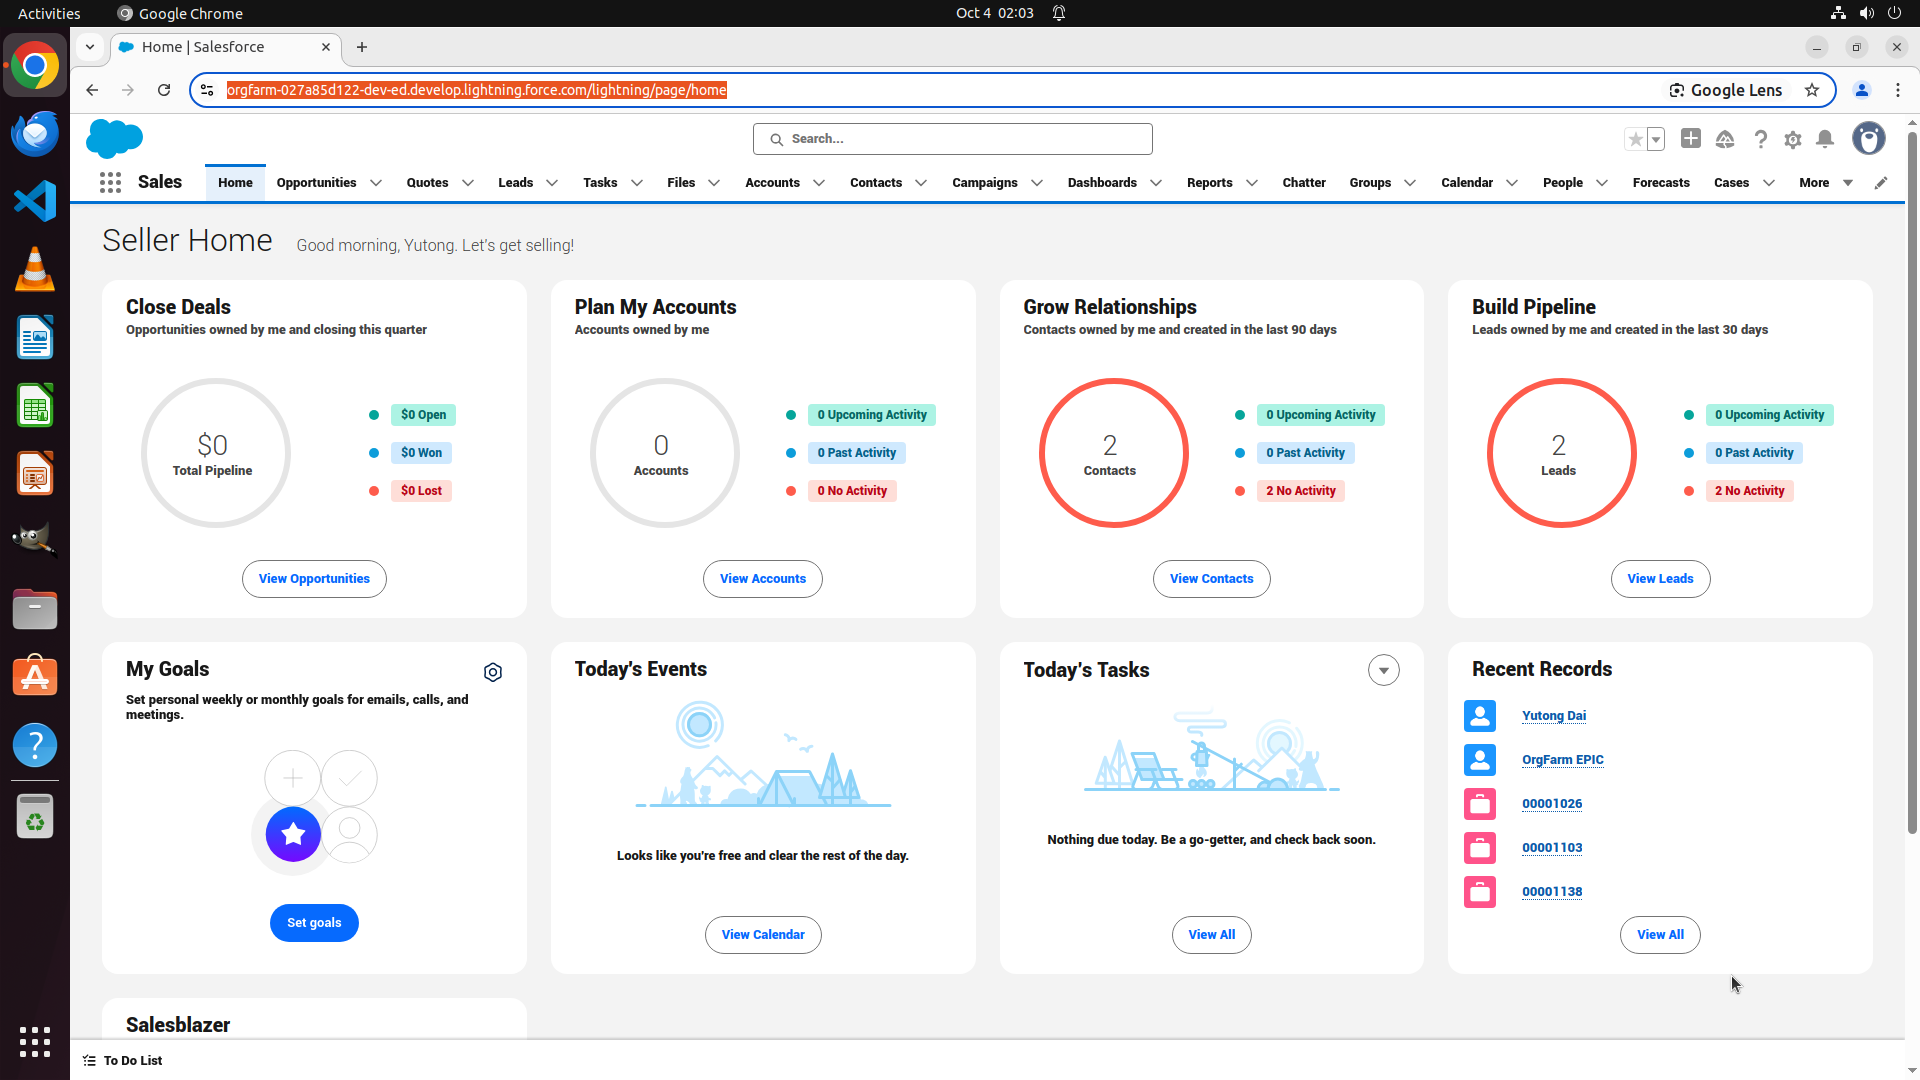 Activities
Google Chrome
Oct 4 02:03
Home | Salesforce
orgfarm-027a85d122-dev-ed.develop.lightning.force.com/lightning/page/home
Google Lens
Search...
Sales
Home
Opportunities
Quotes
Leads
Tasks
Files
Accounts
Contacts
Campaigns
Dashboards
Reports
Chatter
Groups
Calendar
People
Forecasts
Cases
More
Seller Home
Good morning, Yutong. Let's get selling!
Close Deals
Opportunities owned by me and closing this quarter
$0
Total Pipeline
$0 Open
$0 Won
$0 Lost
View Opportunities
Plan My Accounts
Accounts owned by me
0
Accounts
0 Upcoming Activity
0 Past Activity
0 No Activity
View Accounts
Grow Relationships
Contacts owned by me and created in the last 90 days
2
Contacts
0 Upcoming Activity
0 Past Activity
2 No Activity
View Contacts
Build Pipeline
Leads owned by me and created in the last 30 days
2
Leads
0 Upcoming Activity
0 Past Activity
2 No Activity
View Leads
My Goals
Set personal weekly or monthly goals for emails, calls, and
meetings.
Set goals
Today's Events
Looks like you're free and clear the rest of the day.
View Calendar
Today's Tasks
Nothing due today. Be a go-getter, and check back soon.
View All
Recent Records
Yutong Dai
OrgFarm EPIC
00001026
00001103
00001138
View All
Salesblazer
To Do List